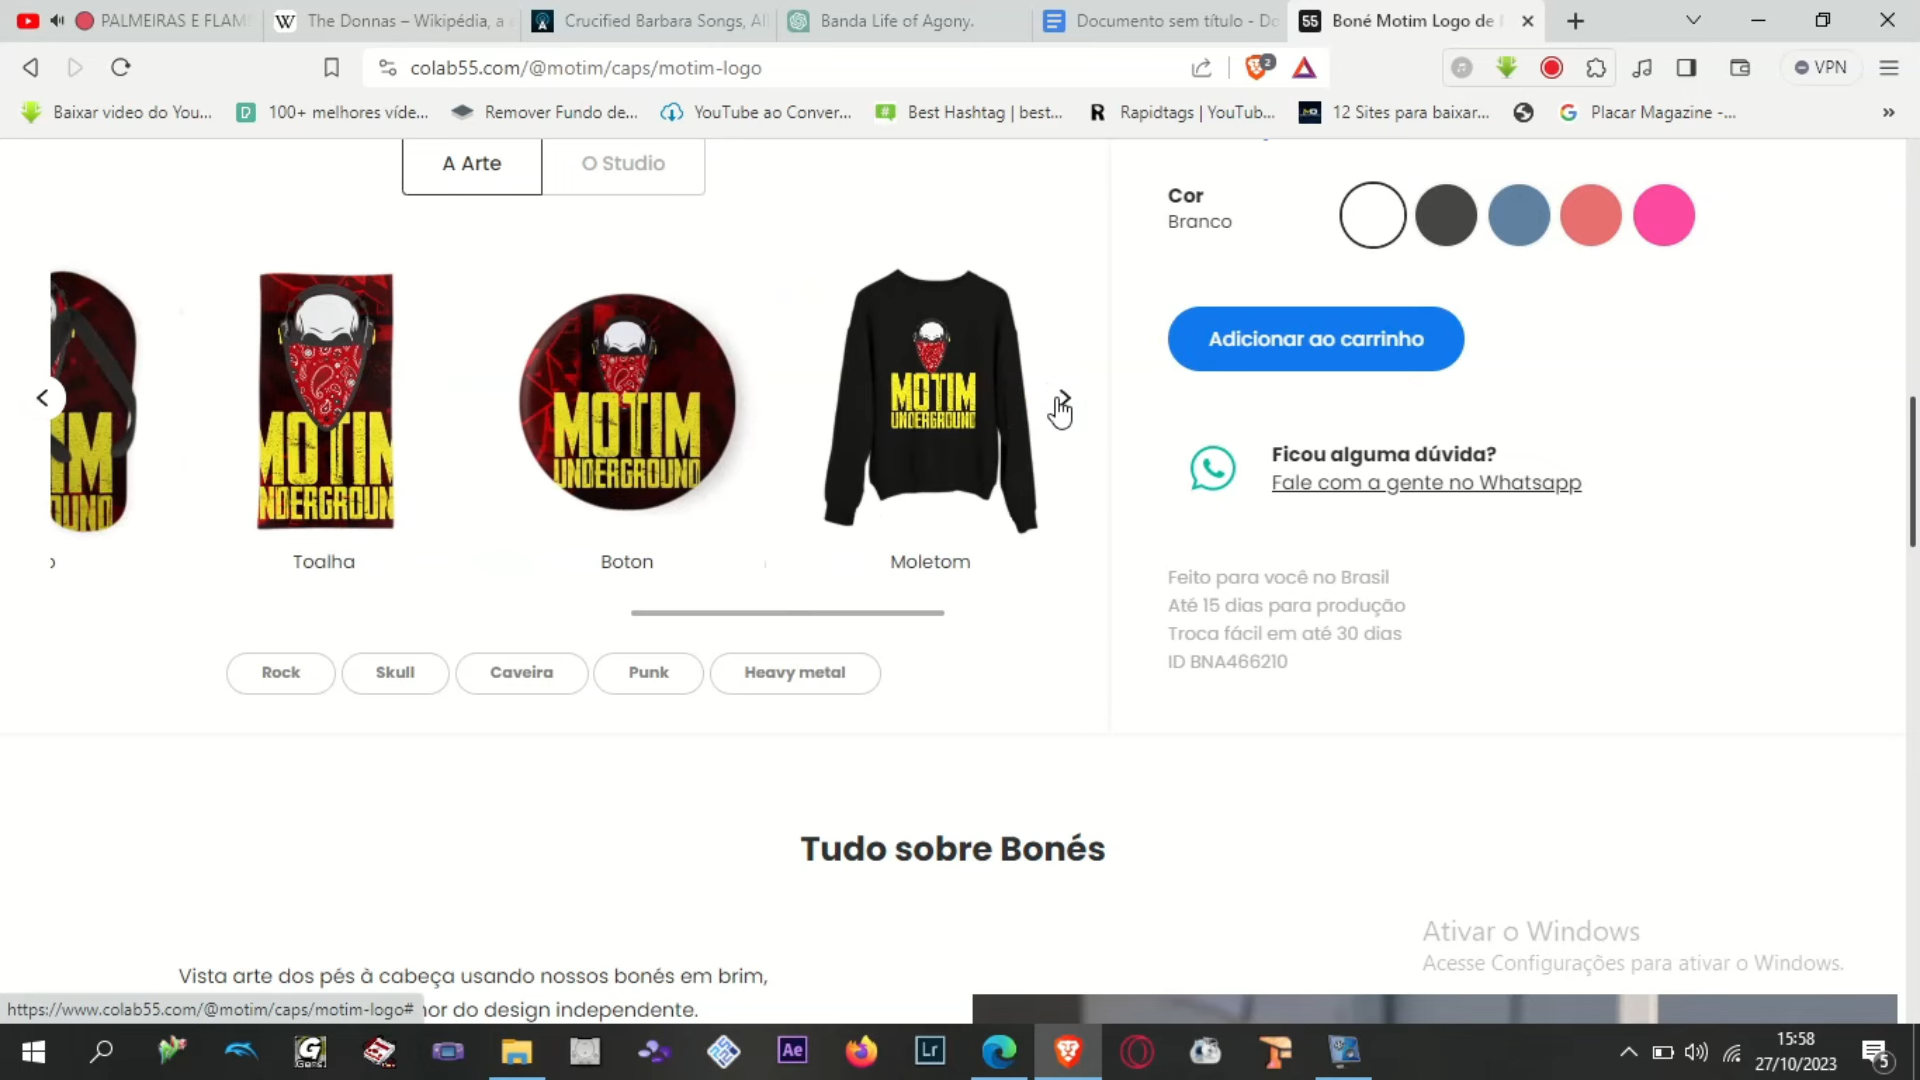 PALMEIRAS E FLAM
The Donnas – Wikipédia, a
Crucified Barbara Songs, Al
Banda Life of Agony.
Documento sem título - Do
55 Boné Motim Logo de
colab55.com/@motim/caps/motim-logo
2
VPN
Baixar video do You...
100+ melhores víde...
Remover Fundo de...
YouTube ao Conver...
Best Hashtag | best...
Rapidtags | YouTub...
12 Sites para baixar...
Placar Magazine -...
A Arte
O Studio
Cor
Branco
Adicionar ao carrinho
MOTIM
UNDERGROUND
MOTIM
UNDERGROUND
Toalha
Boton
Moletom
Ficou alguma dúvida?
Fale com a gente no Whatsapp
Feito para você no Brasil
Até 15 dias para produção
Troca fácil em até 30 dias
ID BNA466210
Rock
Skull
Caveira
Punk
Heavy metal
Tudo sobre Bonés
Vista arte dos pés à cabeça usando nossos bonés em brim,
hor do design independente.
Ativar o Windows
Acesse Configurações para ativar o Windows.
https://www.colab55.com/@motim/caps/motim-logo#
Ae
Lr
15:58
27/10/2023
5